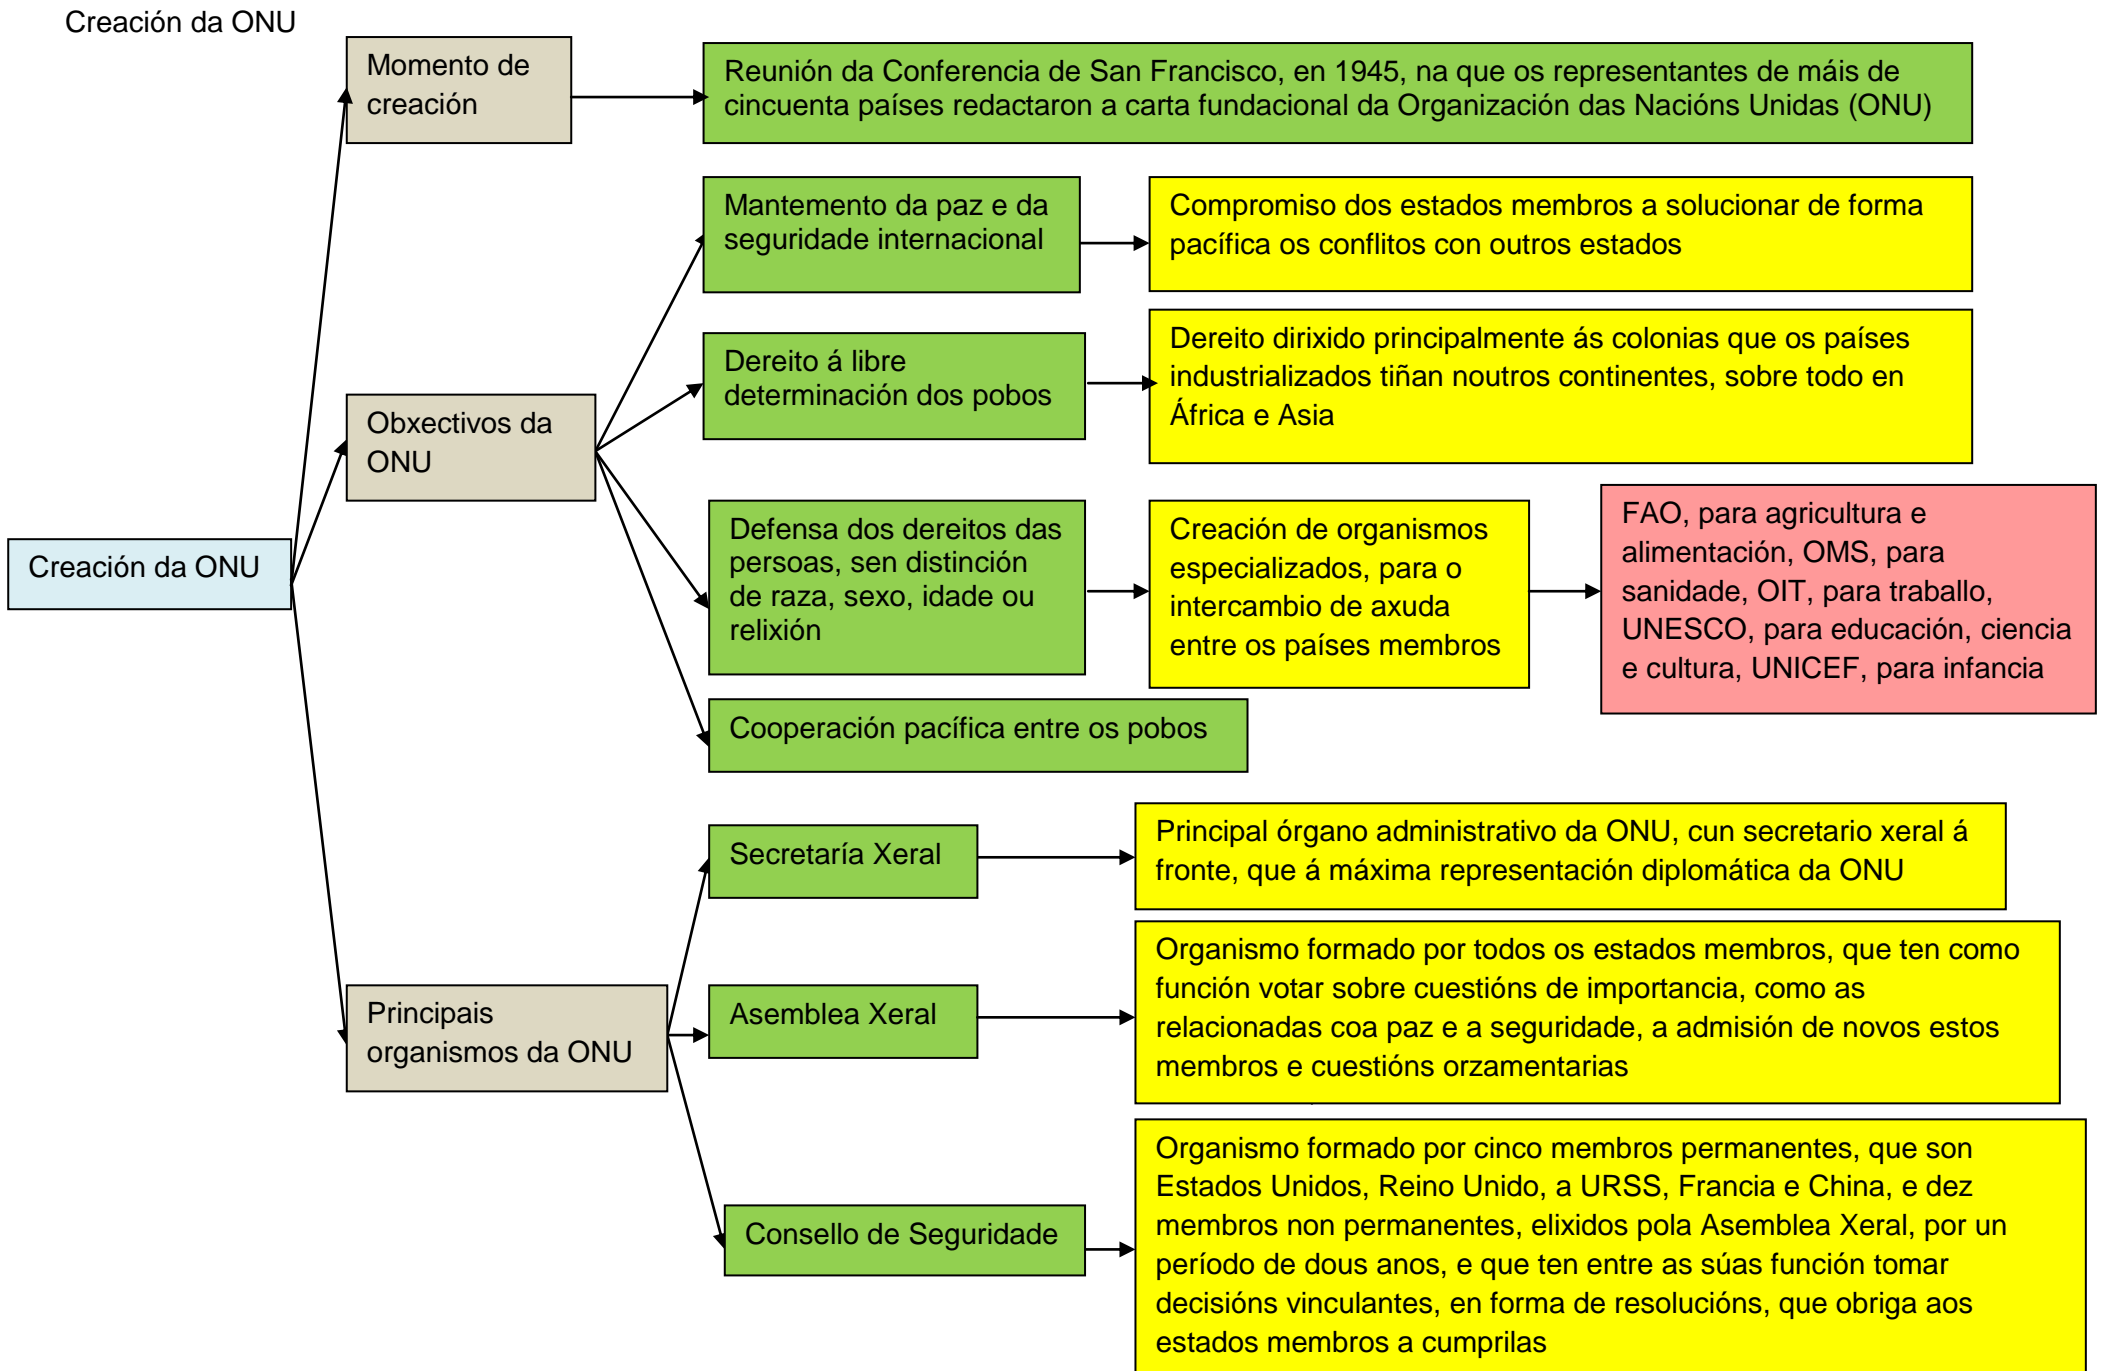 Creación da ONU
Momento de
creación
Reunión da Conferencia de San Francisco, en 1945, na que os representantes de máis de
cincuenta países redactaron a carta fundacional da Organización das Nacións Unidas (ONU)
Mantemento da paz e da
seguridade internacional
Compromiso dos estados membros a solucionar de forma
pacífica os conflitos con outros estados
Dereito á libre
determinación dos pobos
Dereito dirixido principalmente ás colonias que os países
industrializados tiñan noutros continentes, sobre todo en
África e Asia
Obxectivos da
ONU
Defensa dos dereitos das
persoas, sen distinción
de raza, sexo, idade ou
relixión
Creación de organismos
especializados, para o
intercambio de axuda
entre os países membros
FAO, para agricultura e
alimentación, OMS, para
sanidade, OIT, para traballo,
UNESCO, para educación, ciencia
e cultura, UNICEF, para infancia
Creación da ONU
Cooperación pacífica entre os pobos
Secretaría Xeral
Principal órgano administrativo da ONU, cun secretario xeral á
fronte, que á máxima representación diplomática da ONU
Principais
organismos da ONU
Asemblea Xeral
Organismo formado por todos os estados membros, que ten como
función votar sobre cuestións de importancia, como as
relacionadas coa paz e a seguridade, a admisión de novos estos
membros e cuestións orzamentarias
Consello de Seguridade
Organismo formado por cinco membros permanentes, que son
Estados Unidos, Reino Unido, a URSS, Francia e China, e dez
membros non permanentes, elixidos pola Asemblea Xeral, por un
período de dous anos, e que ten entre as súas función tomar
decisións vinculantes, en forma de resolucións, que obriga aos
estados membros a cumprilas